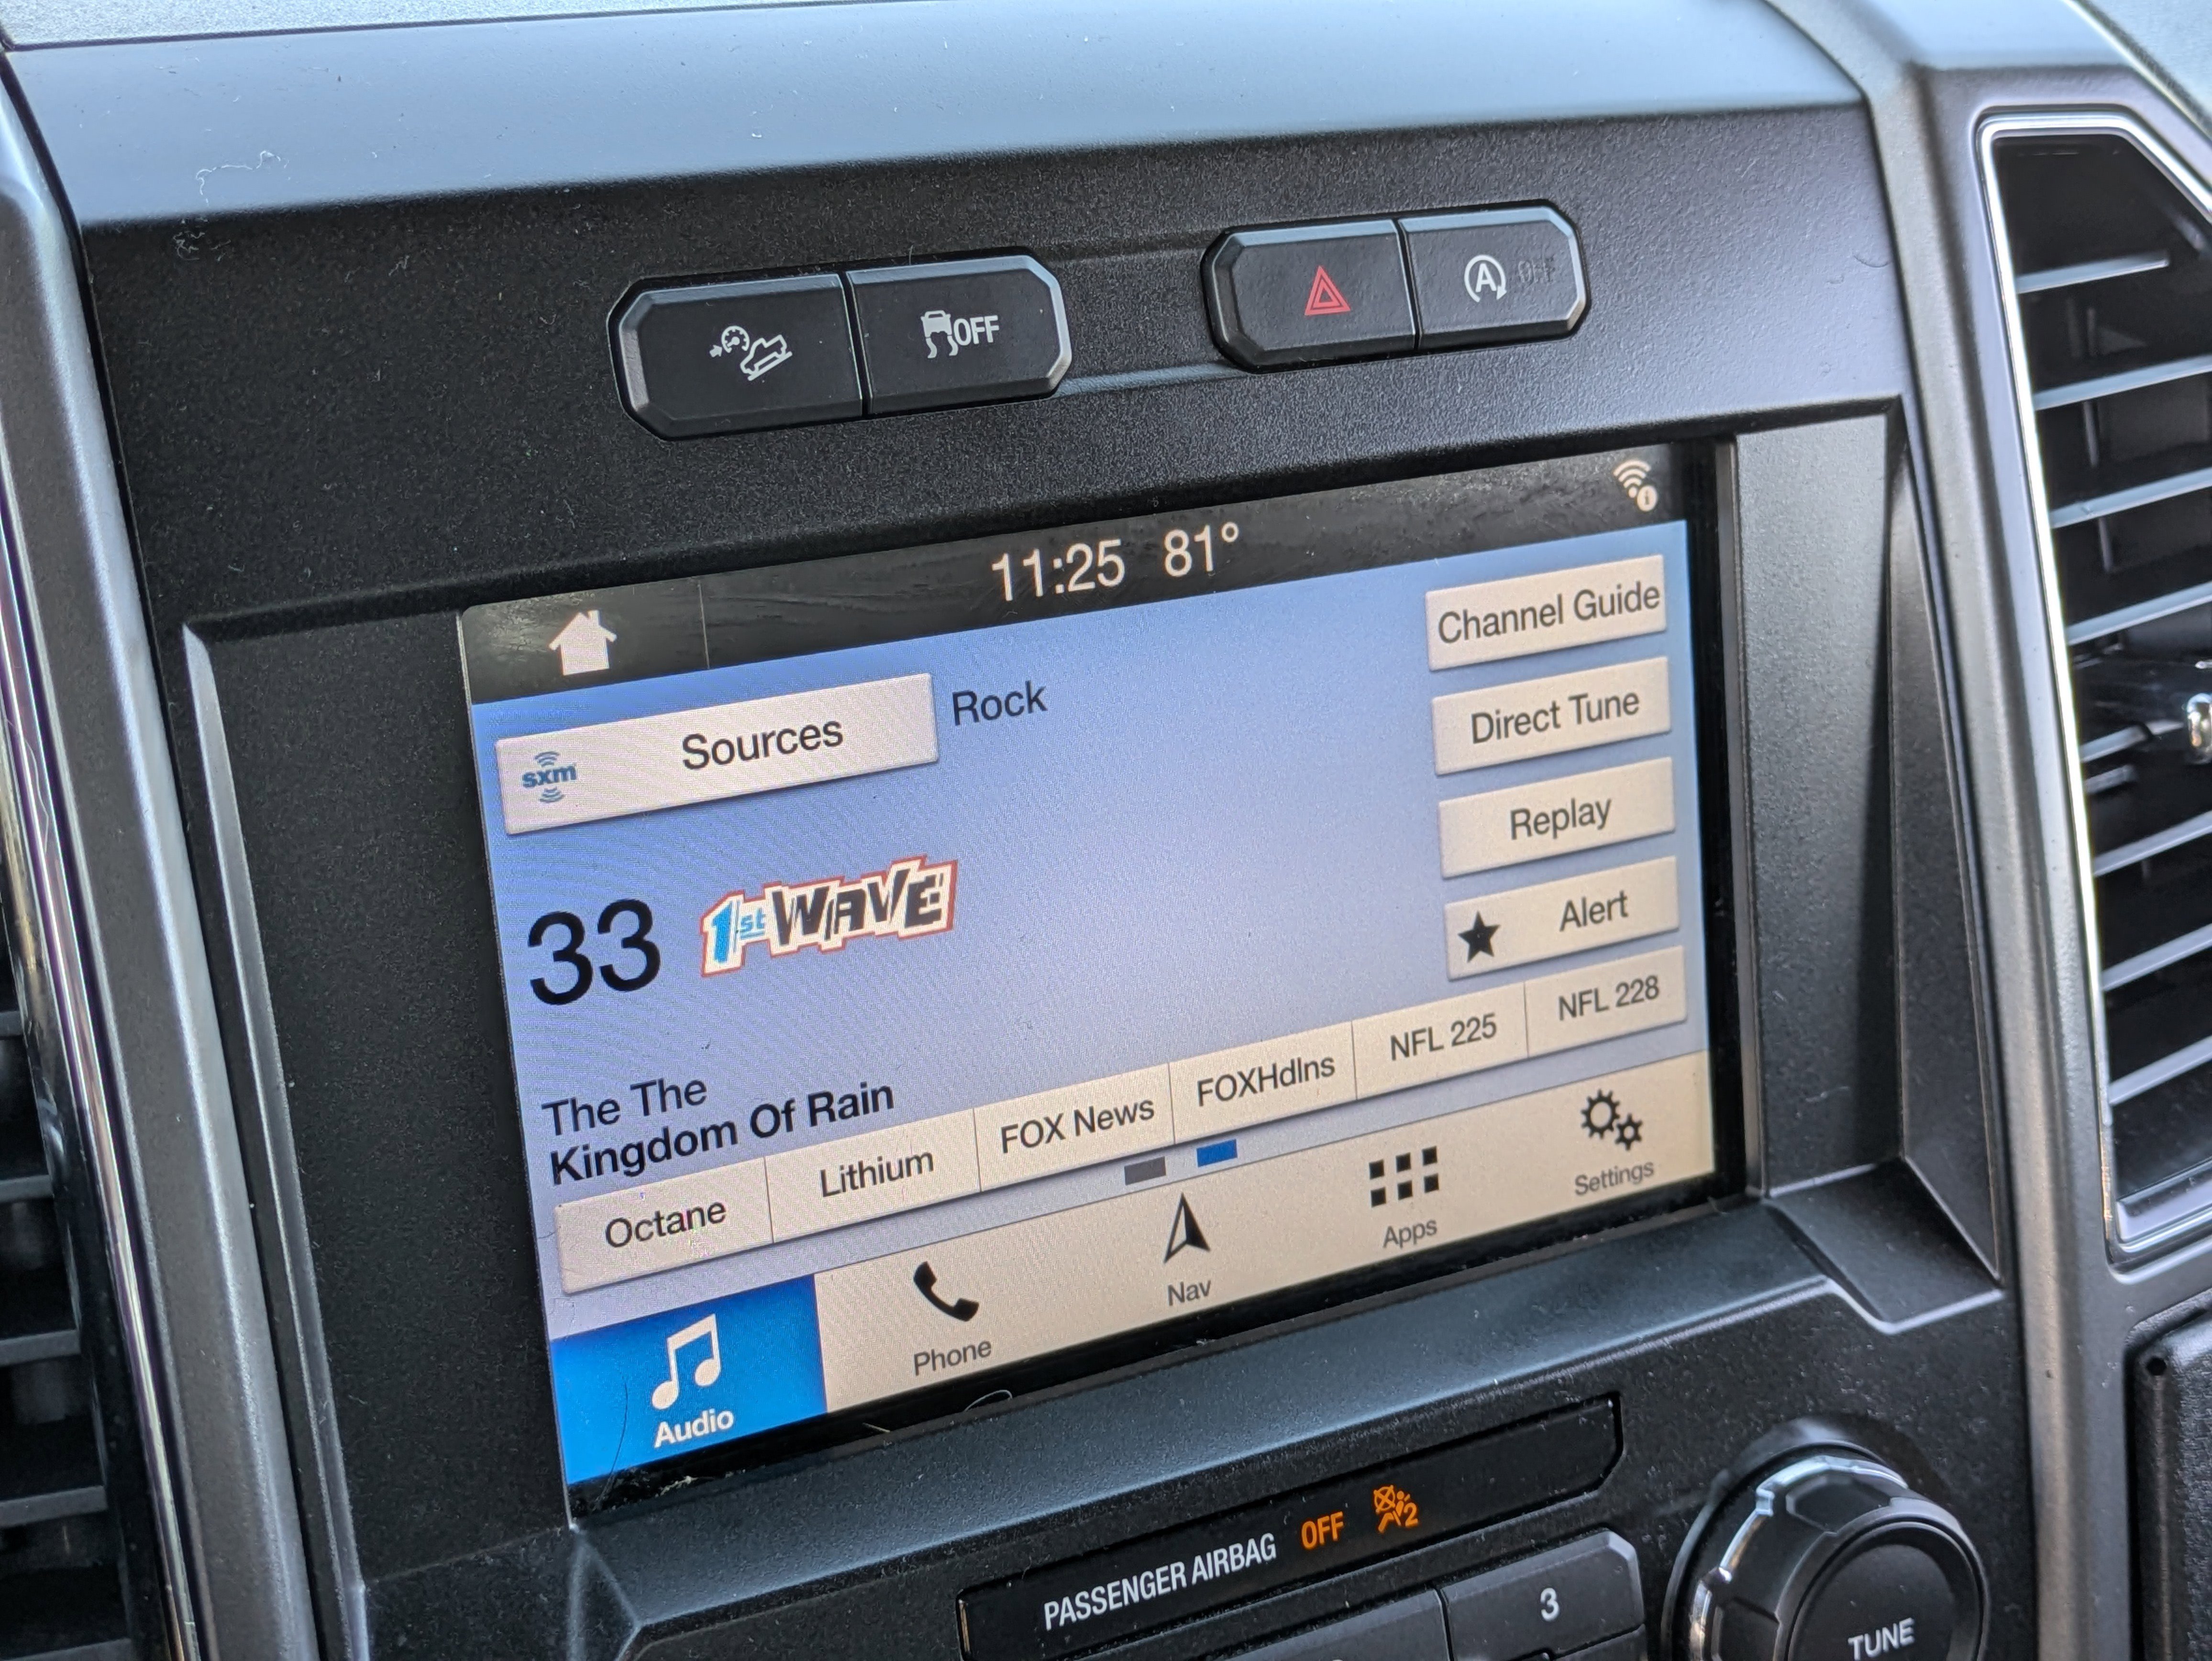 OFF
A OFF
11:25 81°
sxm Sources
Rock
Channel Guide
Direct Tune
Replay
Alert
33 1st WAVE
The The
Kingdom Of Rain
Octane Lithium FOX News FOXHdlns NFL 225 NFL 228
Audio Phone Nav Apps Settings
PASSENGER AIRBAG OFF 2
3
TUNE